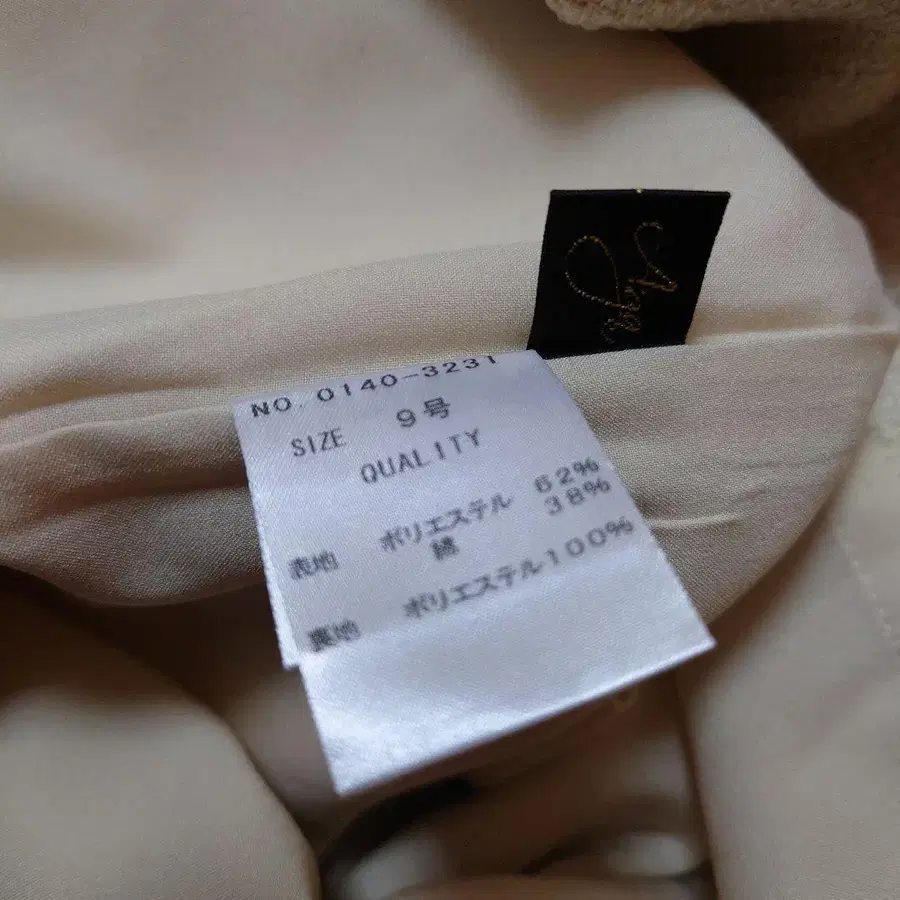 NO. 0140-3231
SIZE 9号
QUALITY
表地 ポリエステル 62%
綿 38%
裏地 ポリエステル100%